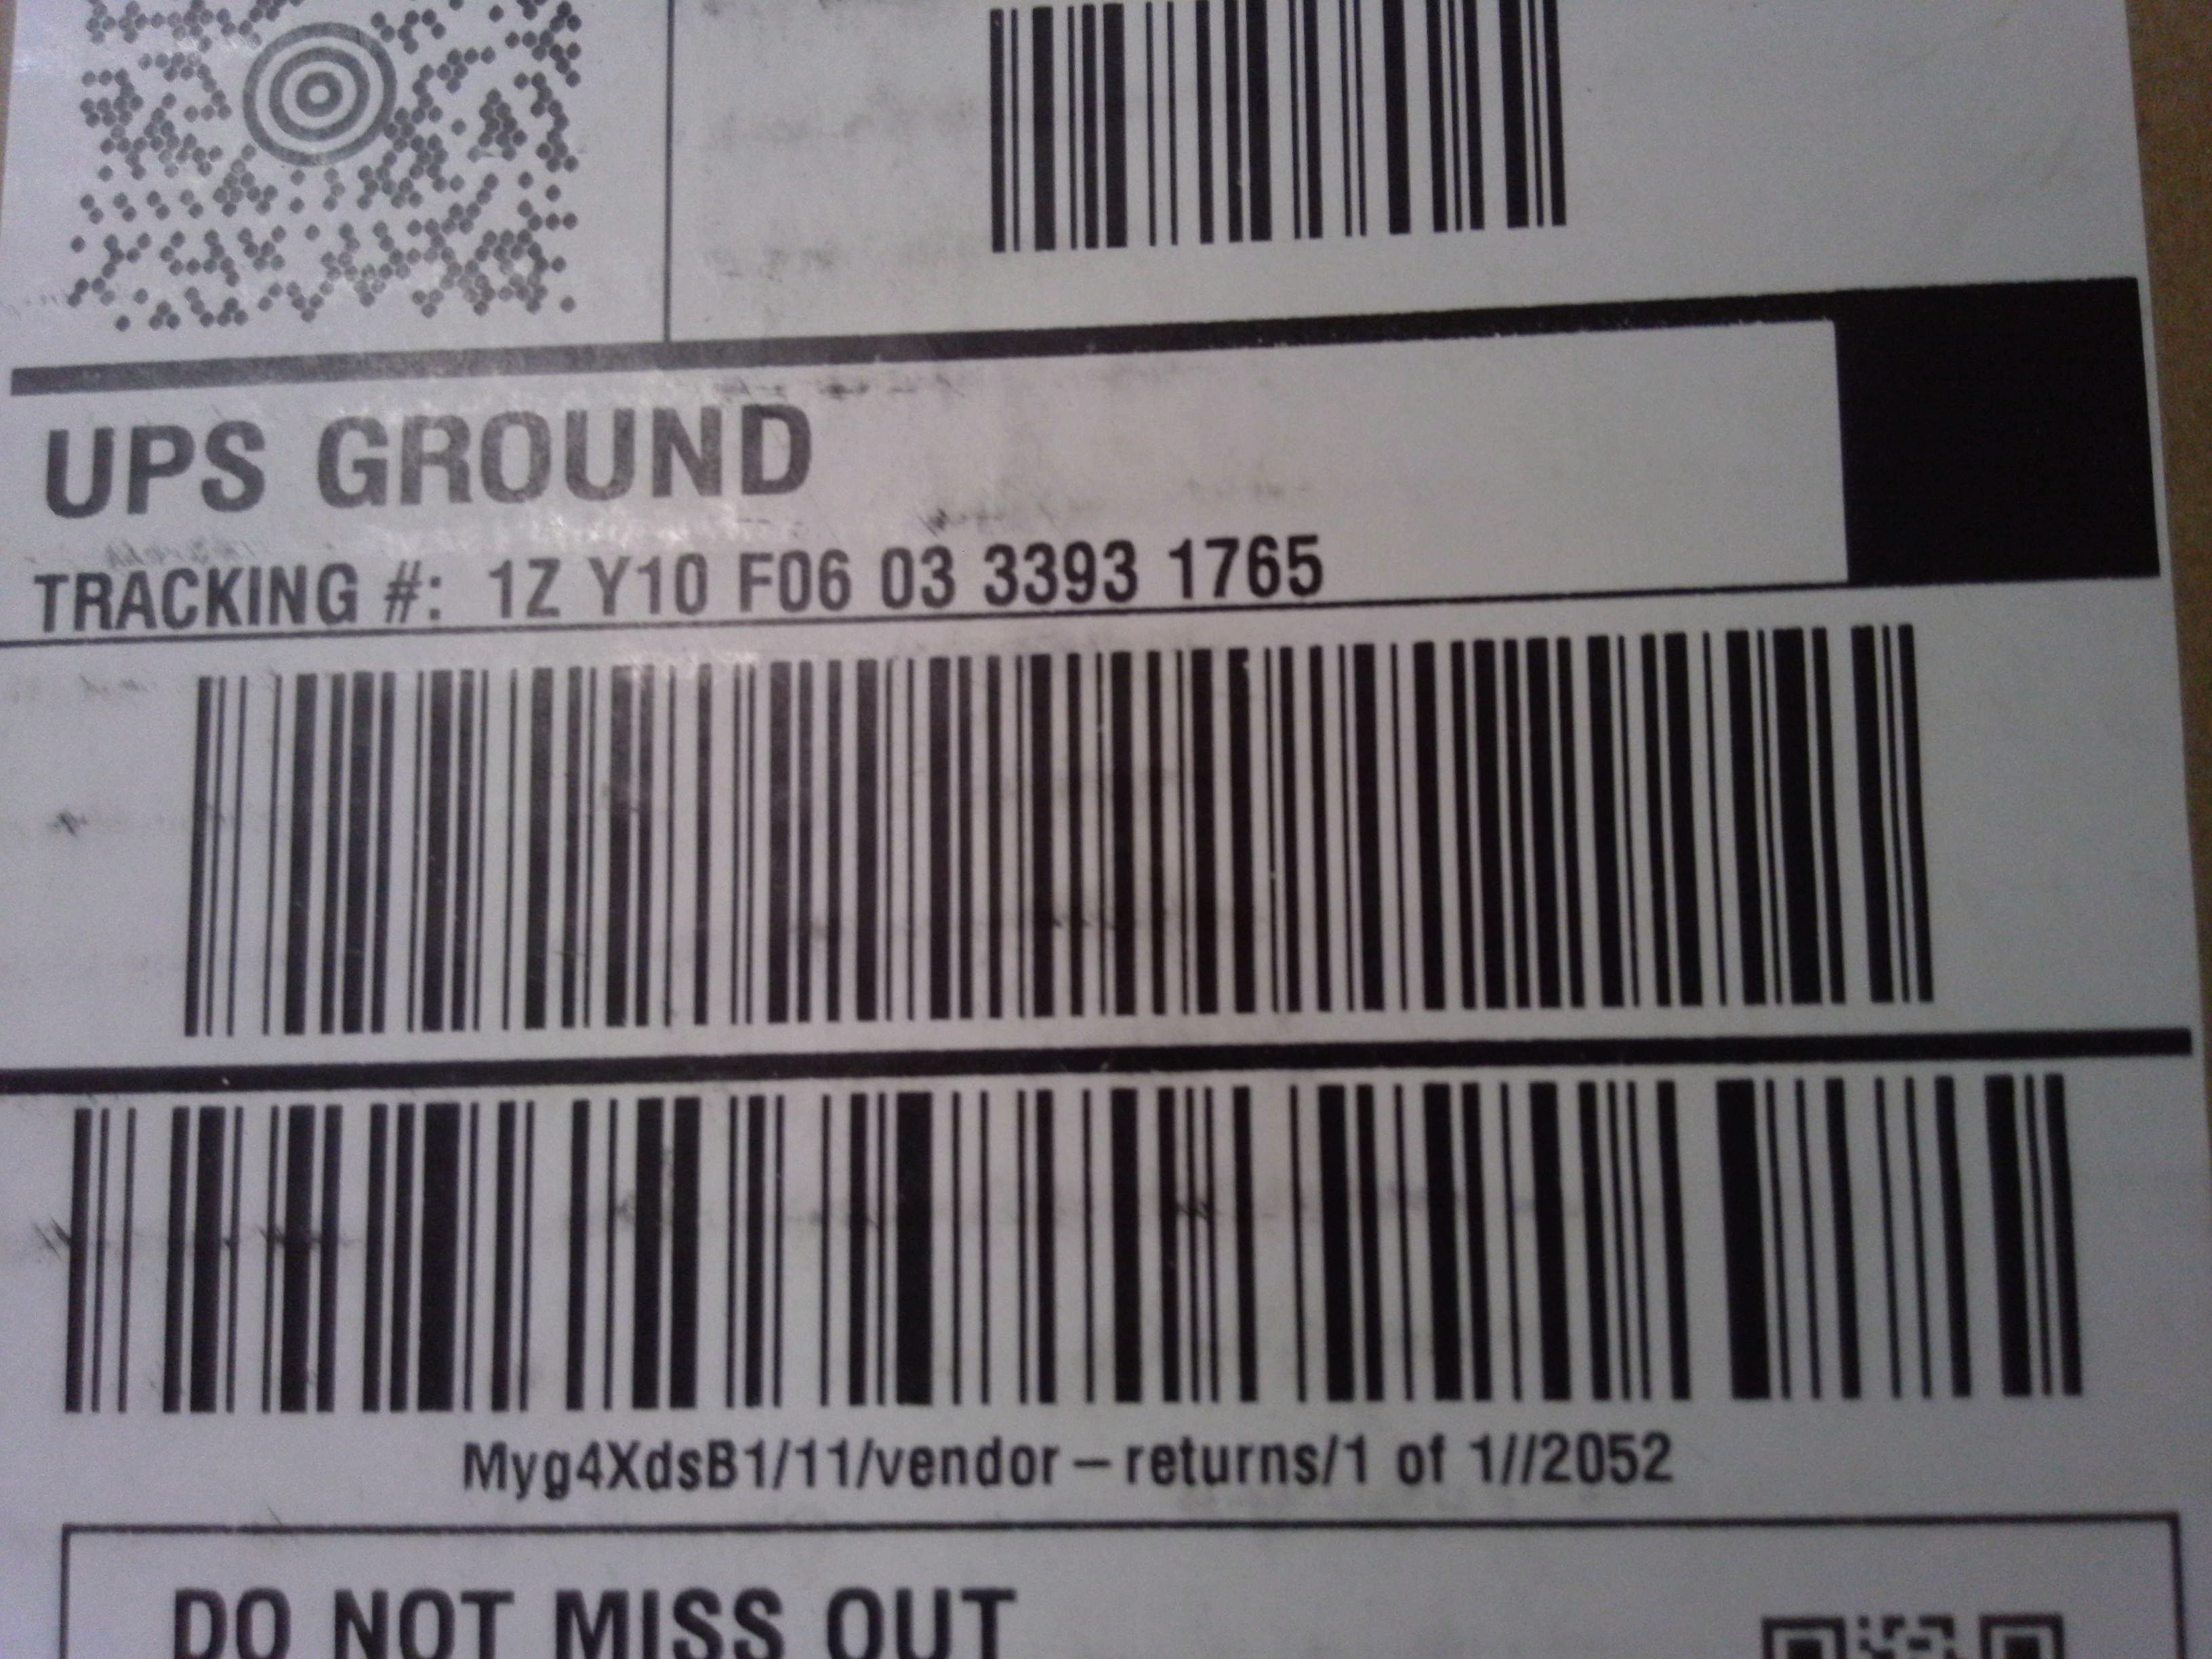 UPS GROUND
TRACKING #: 1Z Y10 F06 03 3393 1765
Myg4XdsB1/11/vendor – returns/1 of 1//2052
DO NOT MISS OUT